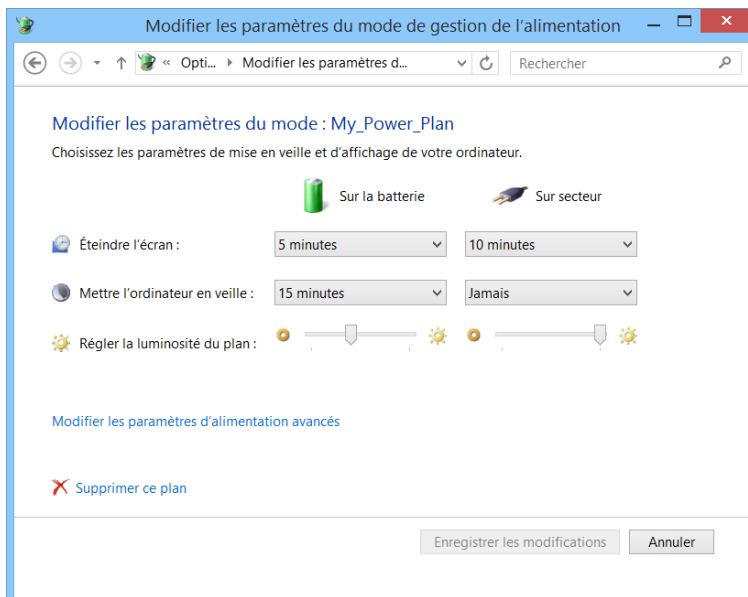 Modifier les paramètres du mode de gestion de l'alimentation
« Opti... Modifier les paramètres d... Rechercher
Modifier les paramètres du mode : My_Power_Plan
Choisissez les paramètres de mise en veille et d'affichage de votre ordinateur.
Sur la batterie Sur secteur
Éteindre l'écran : 5 minutes 10 minutes
Mettre l'ordinateur en veille : 15 minutes Jamais
Régler la luminosité du plan :
Modifier les paramètres d'alimentation avancés
Supprimer ce plan
Enregistrer les modifications Annuler